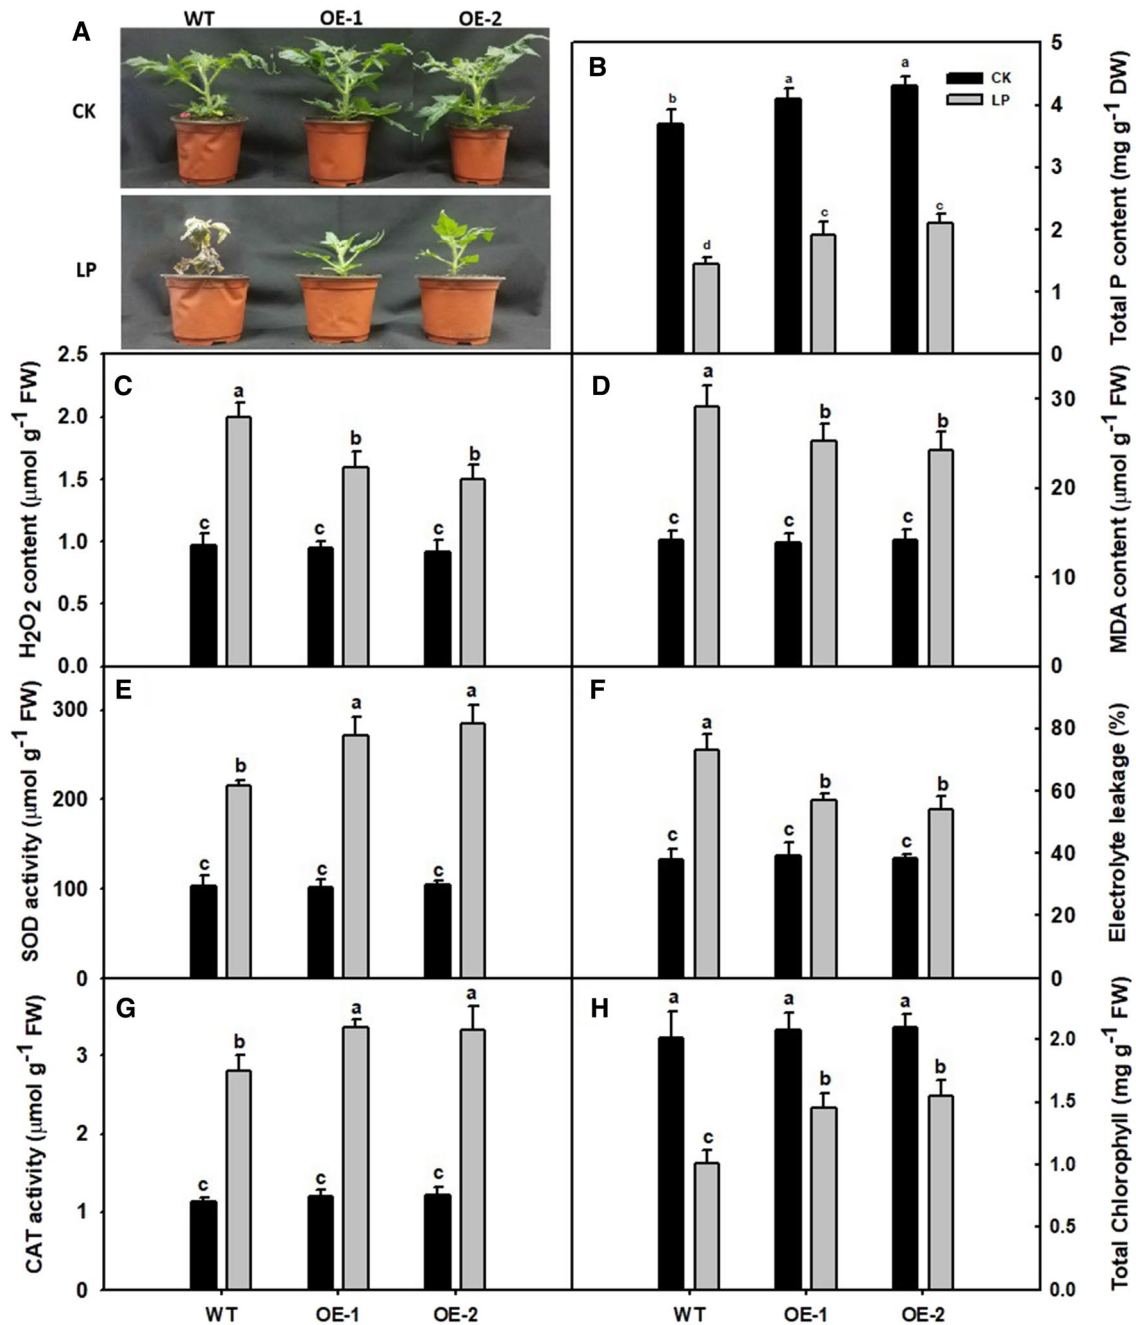 A
WT OE-1 OE-2
CK
LP
B
b
a
a
d
c
c
CK
LP
5
4
3
2
1
0
Total P content (mg g⁻¹ DW)
C
c
a
c
b
c
b
2.5
2.0
1.5
1.0
0.5
0.0
H₂O₂ content (μmol g⁻¹ FW)
D
c
a
c
b
c
b
30
20
10
0
MDA content (μmol g⁻¹ FW)
E
c
b
c
a
c
a
300
200
100
0
SOD activity (μmol g⁻¹ FW)
F
c
a
c
b
c
b
80
60
40
20
0
Electrolyte leakage (%)
G
c
b
c
a
c
a
3
2
1
0
CAT activity (μmol g⁻¹ FW)
H
a
c
a
b
a
b
2.0
1.5
1.0
0.5
0.0
Total Chlorophyll (mg g⁻¹ FW)
WT OE-1 OE-2
WT OE-1 OE-2